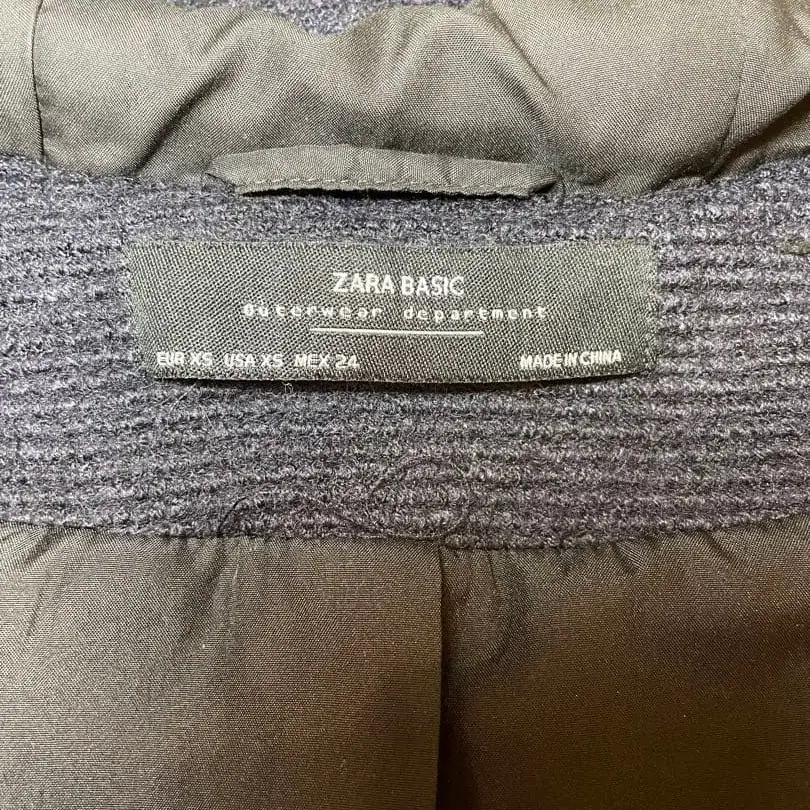 ZARA BASIC
outerwear department
EUR XS USA XS MEX 24 MADE IN CHINA